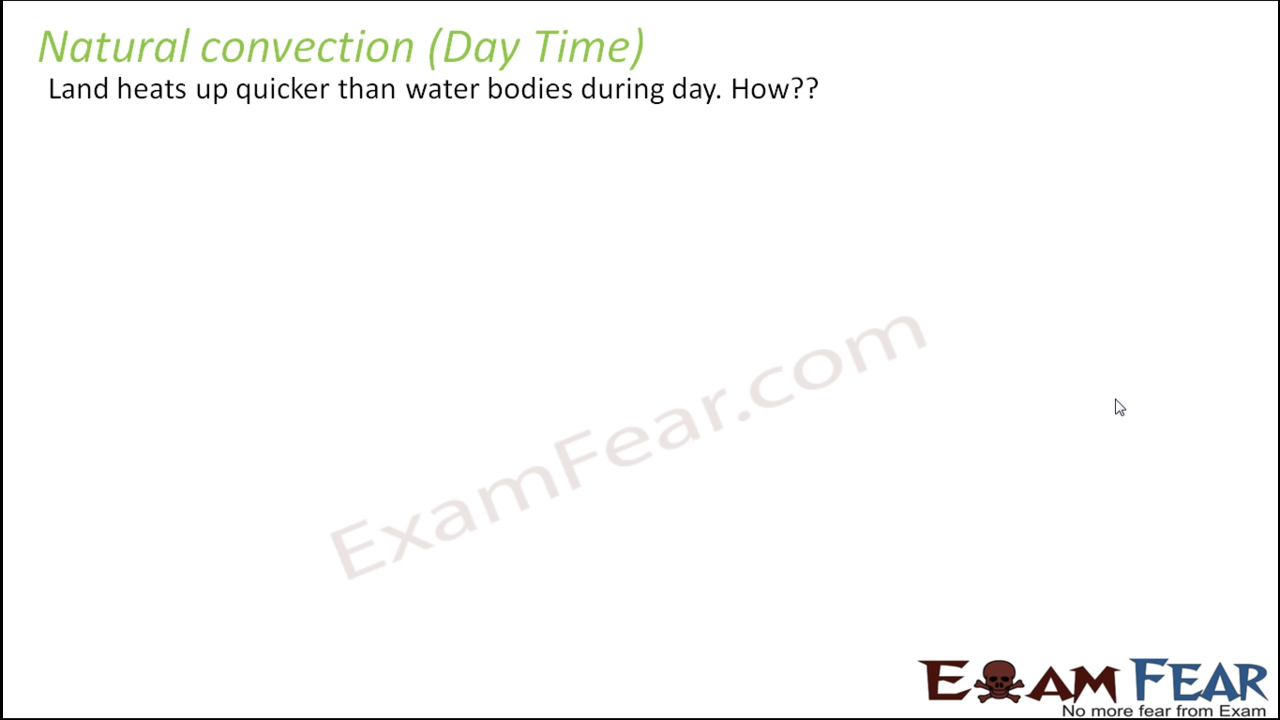 Natural convection (Day Time)
Land heats up quicker than water bodies during day. How??
ExamFear.com
EXAM FEAR
No more fear from Exam